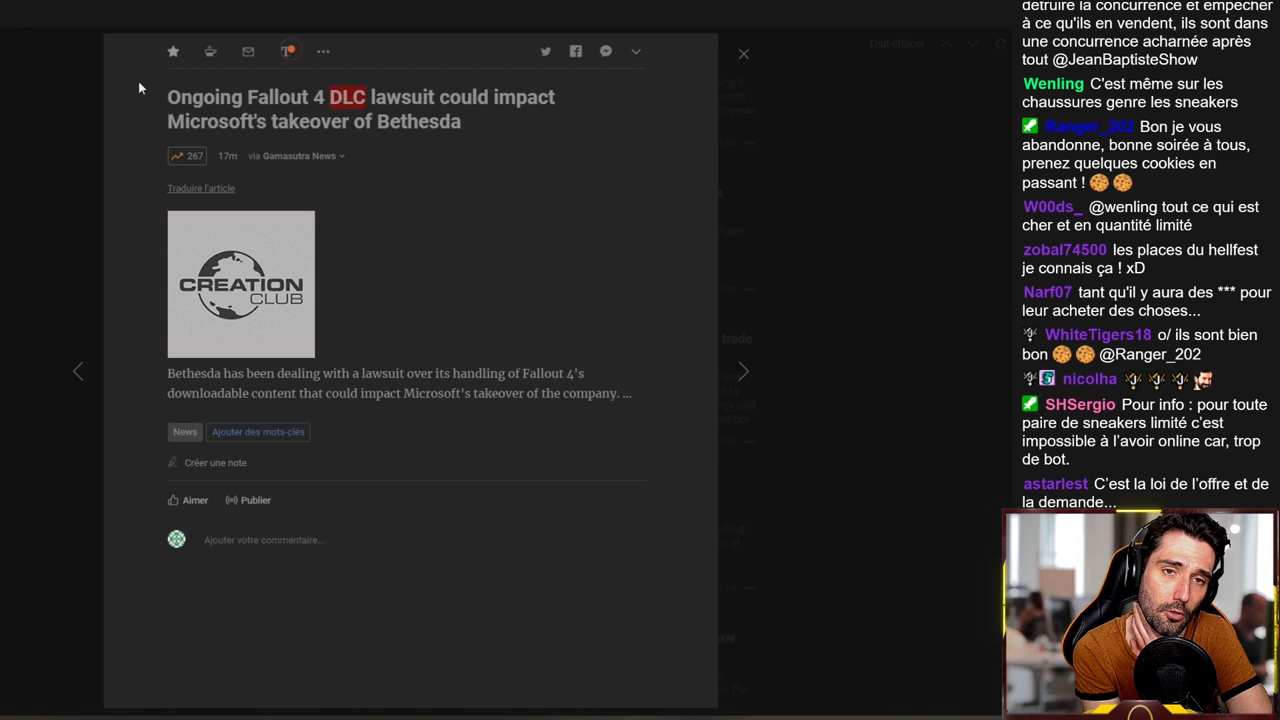 Tout effacer
Ongoing Fallout 4 DLC lawsuit could impact
Microsoft's takeover of Bethesda
267 17m via Gamasutra News
Traduire l'article
CREATION
CLUB
Bethesda has been dealing with a lawsuit over its handling of Fallout 4's
downloadable content that could impact Microsoft's takeover of the company. ...
News Ajouter des mots-clés
Créer une note
Aimer Publier
Ajouter votre commentaire...
trade
détruire la concurrence et empêcher
à ce qu'ils en vendent, ils sont dans
une concurrence acharnée après
tout @JeanBaptisteShow
Wenling C'est même sur les
chaussures genre les sneakers
Ranger_202 Bon je vous
abandonne, bonne soirée à tous,
prenez quelques cookies en
passant !
W00ds_ @wenling tout ce qui est
cher et en quantité limité
zobal74500 les places du hellfest
je connais ça ! xD
Narf07 tant qu'il y aura des *** pour
leur acheter des choses...
WhiteTigers18 o/ ils sont bien
bon @Ranger_202
nicolha
SHSergio Pour info : pour toute
paire de sneakers limité c'est
impossible à l'avoir online car, trop
de bot.
astarlest C'est la loi de l'offre et de
la demande...